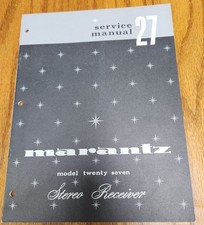 service
manual
27
marantz
model twenty seven
Stereo Receiver